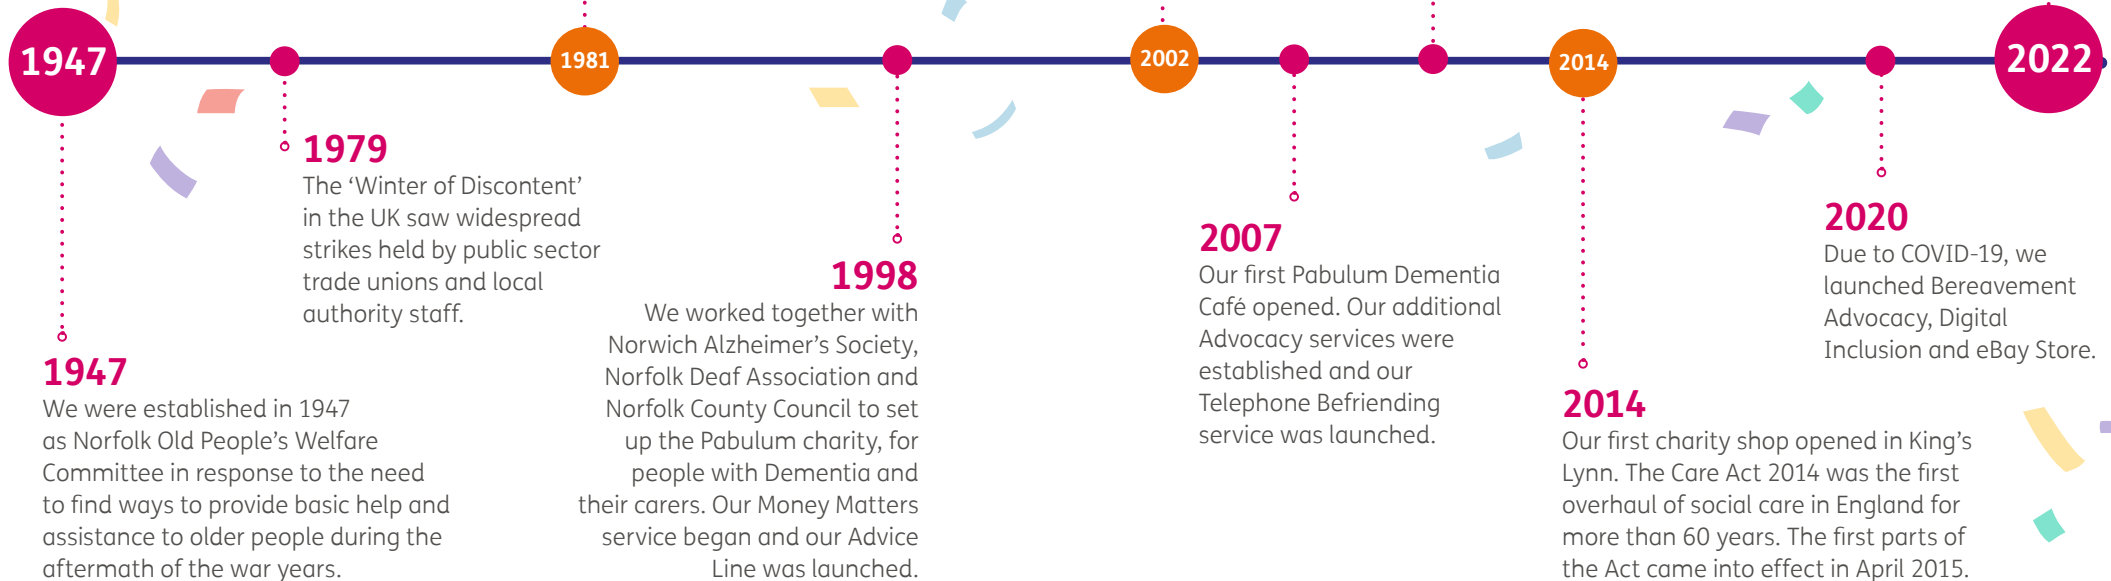 1947
1981
2002
2014
2022
1979
The ‘Winter of Discontent’
in the UK saw widespread
strikes held by public sector
trade unions and local
authority staff.
1947
We were established in 1947
as Norfolk Old People’s Welfare
Committee in response to the need
to find ways to provide basic help and
assistance to older people during the
aftermath of the war years.
1998
We worked together with
Norwich Alzheimer’s Society,
Norfolk Deaf Association and
Norfolk County Council to set
up the Pabulum charity, for
people with Dementia and
their carers. Our Money Matters
service began and our Advice
Line was launched.
2007
Our first Pabulum Dementia
Café opened. Our additional
Advocacy services were
established and our
Telephone Befriending
service was launched.
2014
Our first charity shop opened in King’s
Lynn. The Care Act 2014 was the first
overhaul of social care in England for
more than 60 years. The first parts of
the Act came into effect in April 2015.
2020
Due to COVID-19, we
launched Bereavement
Advocacy, Digital
Inclusion and eBay Store.